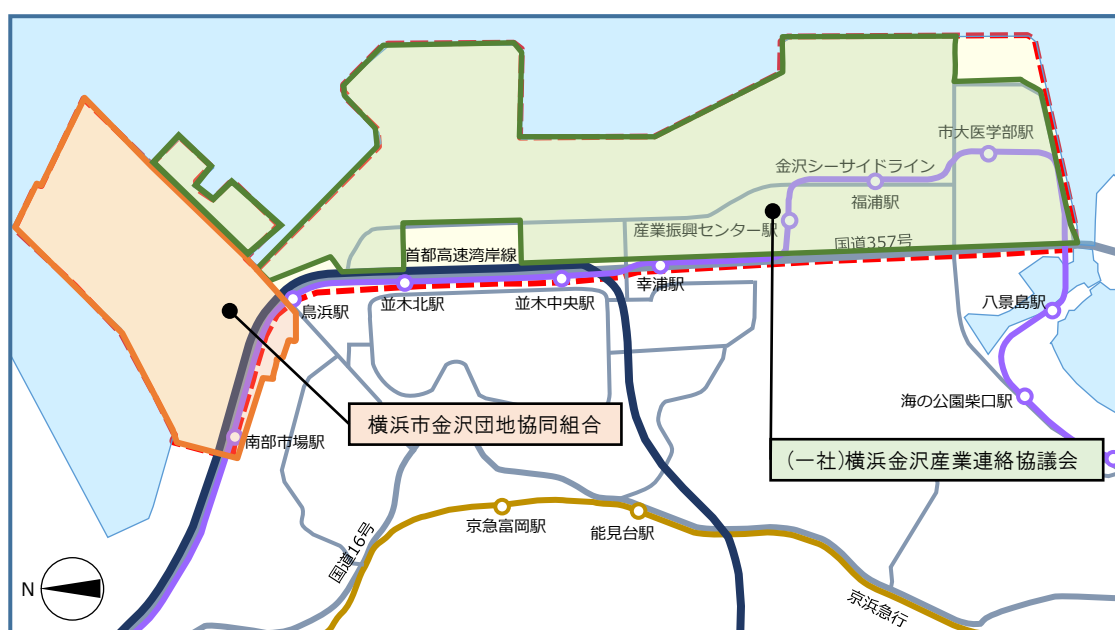 市大医学部駅
金沢シーサイドライン
福浦駅
産業振興センター駅
国道357号
首都高速湾岸線
幸浦駅
並木中央駅
並木北駅
鳥浜駅
八景島駅
海の公園柴口駅
横浜市金沢団地協同組合
南部市場駅
(一社)横浜金沢産業連絡協議会
京急富岡駅
能見台駅
国道16号
京浜急行
N